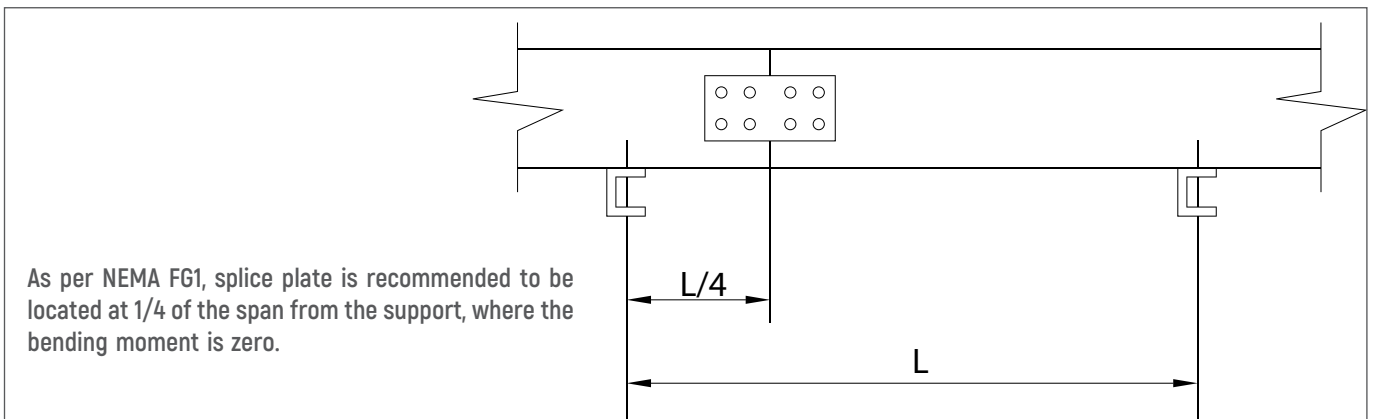 L/4
As per NEMA FG1, splice plate is recommended to be
located at 1/4 of the span from the support, where the
bending moment is zero.
L